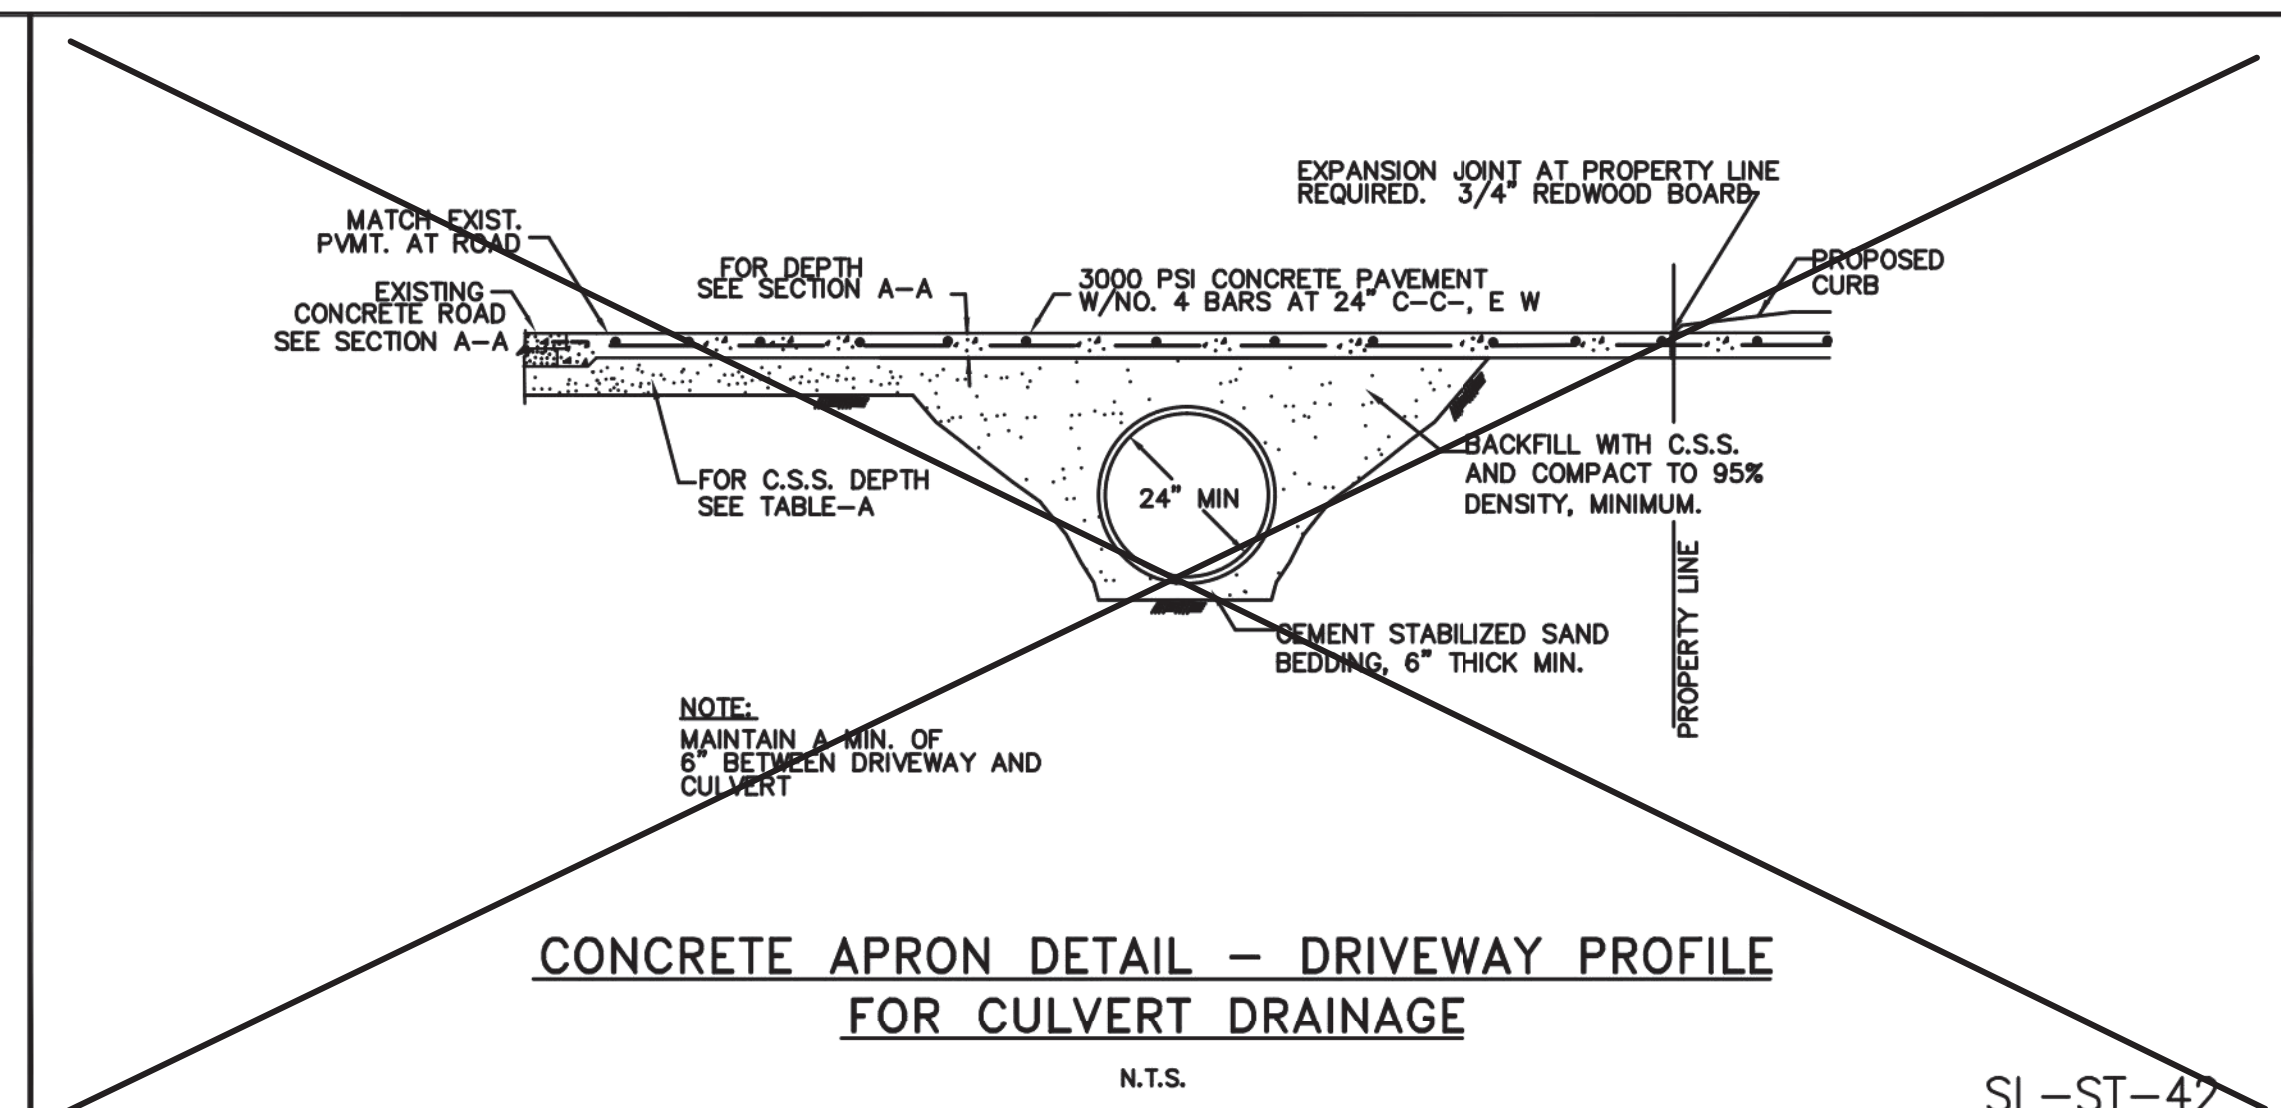 EXPANSION JOINT AT PROPERTY LINE
REQUIRED. 3/4" REDWOOD BOARD
MATCH EXIST.
PVMT. AT ROAD
EXISTING
CONCRETE ROAD
SEE SECTION A-A
FOR DEPTH
SEE SECTION A-A
3000 PSI CONCRETE PAVEMENT
W/NO. 4 BARS AT 24" C-C-, E W
PROPOSED
CURB
FOR C.S.S. DEPTH
SEE TABLE-A
24" MIN
BACKFILL WITH C.S.S.
AND COMPACT TO 95%
DENSITY, MINIMUM.
PROPERTY LINE
CEMENT STABILIZED SAND
BEDDING, 6" THICK MIN.
NOTE:
MAINTAIN A MIN. OF
6" BETWEEN DRIVEWAY AND
CULVERT
CONCRETE APRON DETAIL - DRIVEWAY PROFILE
FOR CULVERT DRAINAGE
N.T.S.
SL-ST-42